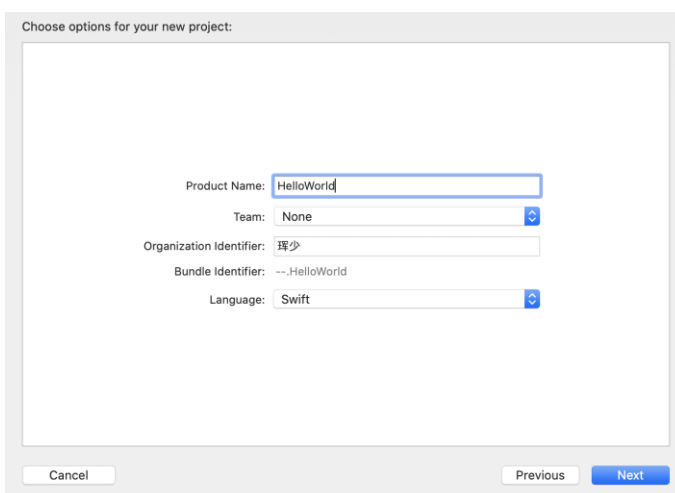 Choose options for your new project:
Product Name: HelloWorld
Team: None
Organization Identifier: 珲少
Bundle Identifier: --.HelloWorld
Language: Swift
Cancel Previous Next